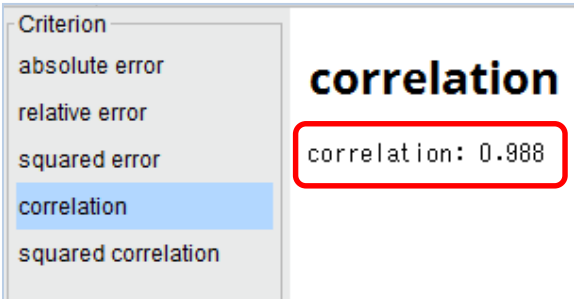 Criterion
absolute error
relative error
squared error
correlation
squared correlation
correlation
correlation: 0.988